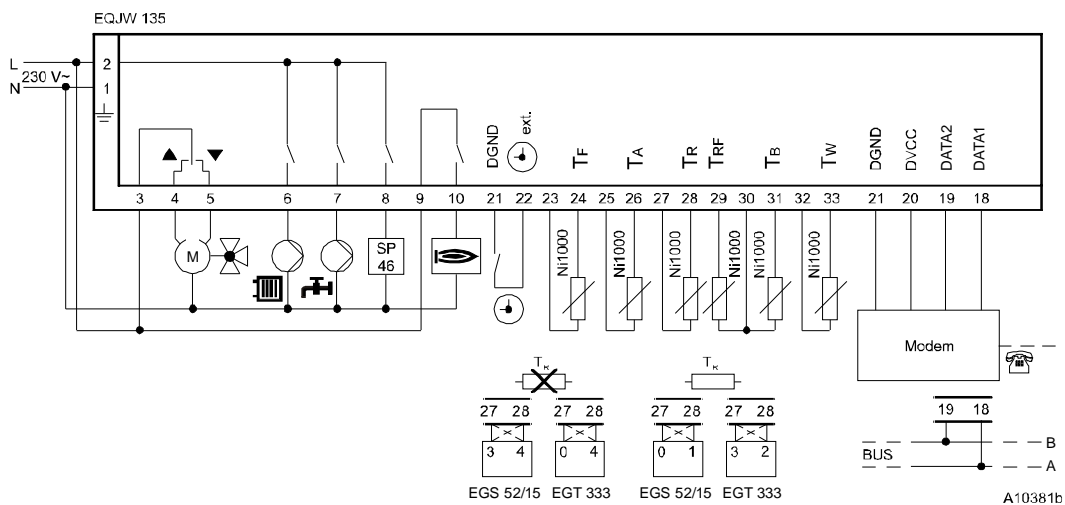 EQJW 135
L
230 V~
N
2
1
DGND
ext.
TF
TA
TR
TRF
TB
TW
DGND
DVCC
DATA2
DATA1
3 4 5 6 7 8 9 10 21 22 23 24 25 26 27 28 29 30 31 32 33 21 20 19 18
M
SP
46
Ni1000
Ni1000
Ni1000
Ni1000
Ni1000
Ni1000
Modem
TR
TR
27 28 27 28 27 28 27 28
3 4 0 4 0 1 3 2
EGS 52/15 EGT 333 EGS 52/15 EGT 333
19 18
BUS
B
A
A10381b